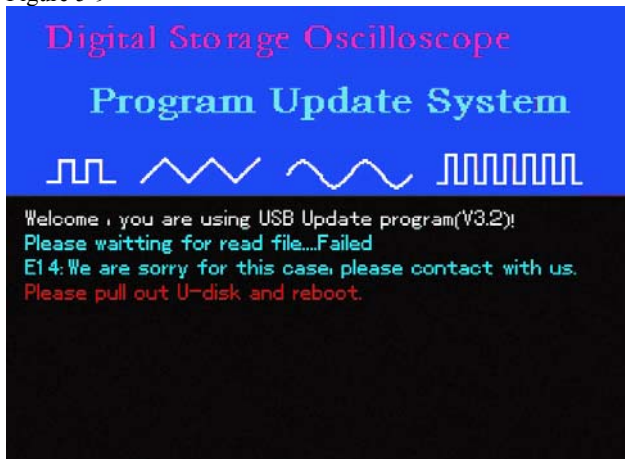 Digital Storage Oscilloscope
Program Update System
Welcome , you are using USB Update program(V3.2)!
Please waitting for read file....Failed
E14:We are sorry for this case, please contact with us.
Please pull out U-disk and reboot.